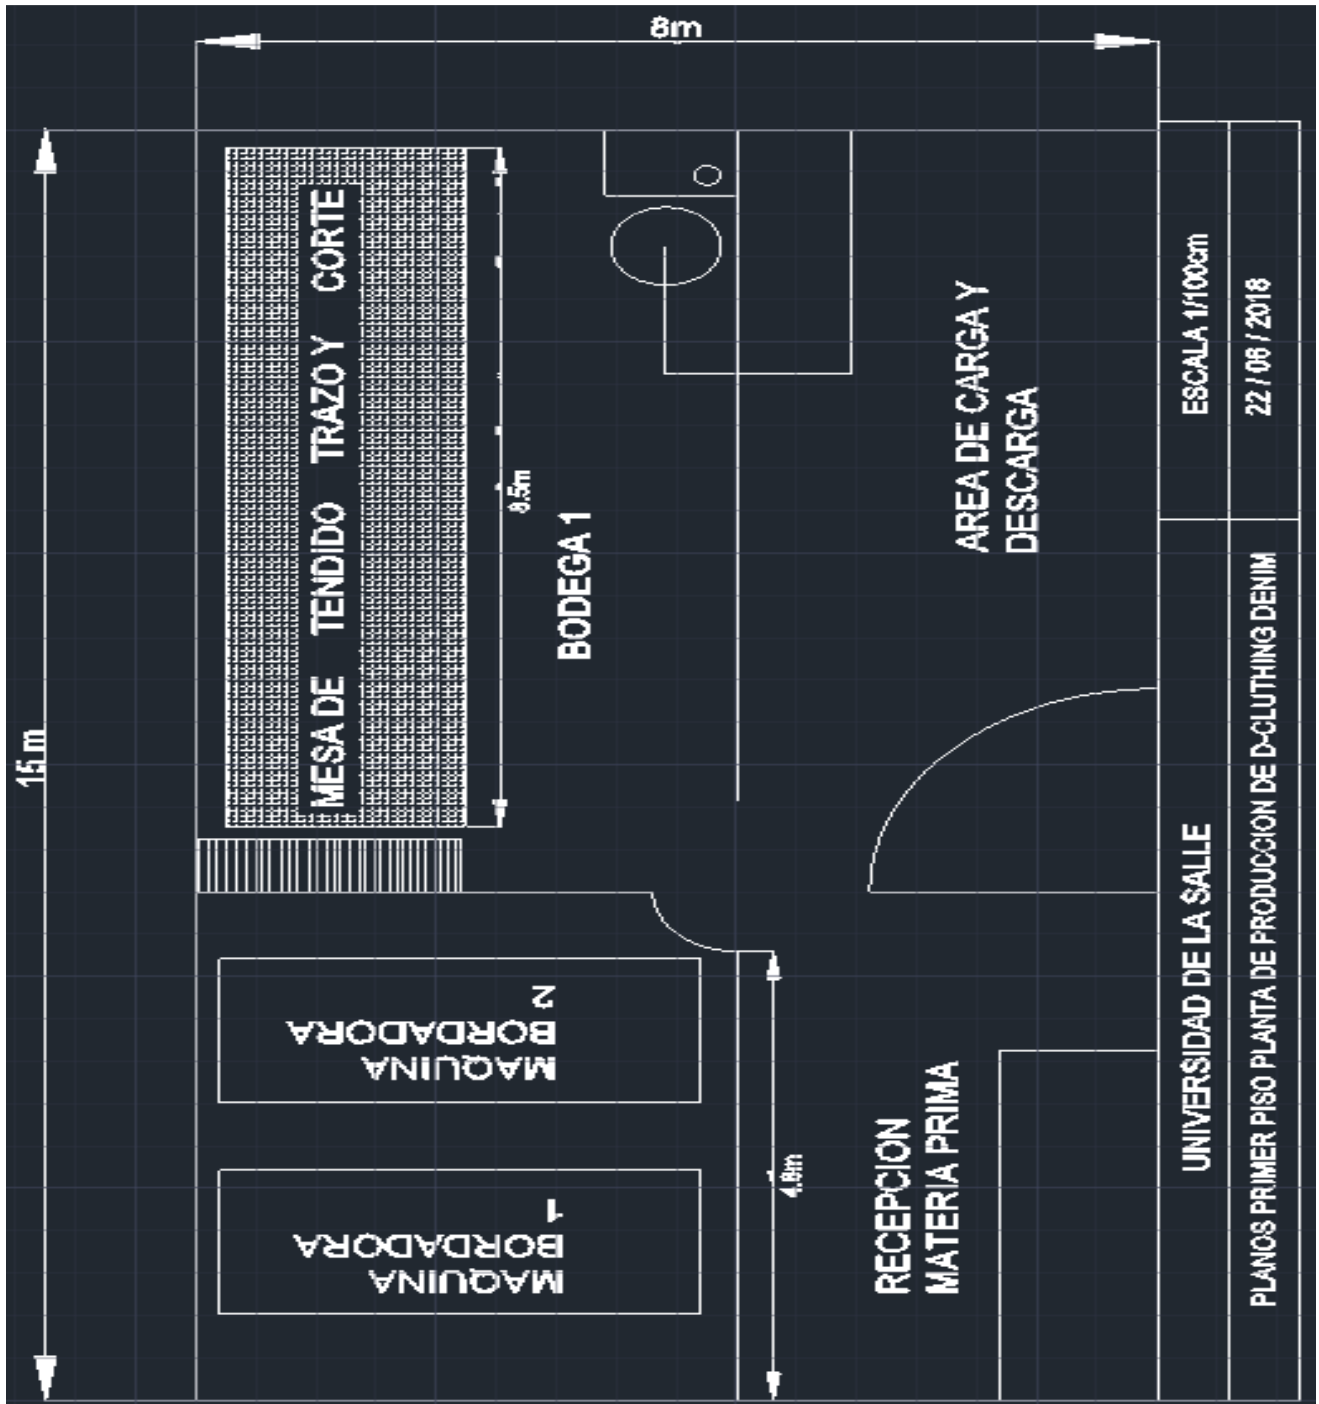 8m
15 m
MESA DE TENDIDO TRAZO Y CORTE
8.5m
BODEGA 1
AREA DE CARGA Y
DESCARGA
MAQUINA
BORDADORA
2
MAQUINA
BORDADORA
1
4.8m
RECEPCION
MATERIA PRIMA
UNIVERSIDAD DE LA SALLE
ESCALA 1/100cm
PLANOS PRIMER PISO PLANTA DE PRODUCCION DE D-CLUTHING DENIM
22 / 06 / 2018